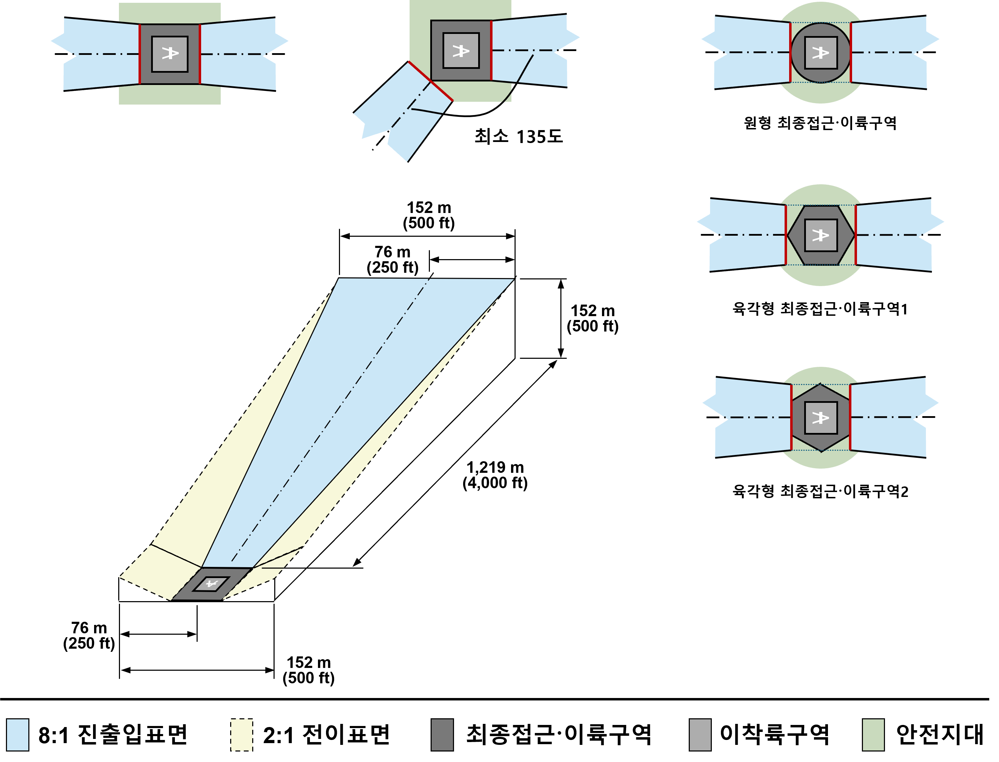 최소 135도
원형 최종접근·이륙구역
152 m
(500 ft)
76 m
(250 ft)
152 m
(500 ft)
육각형 최종접근·이륙구역1
1,219 m
(4,000 ft)
육각형 최종접근·이륙구역2
76 m
(250 ft)
152 m
(500 ft)
8:1 진출입표면
2:1 전이표면
최종접근·이륙구역
이착륙구역
안전지대